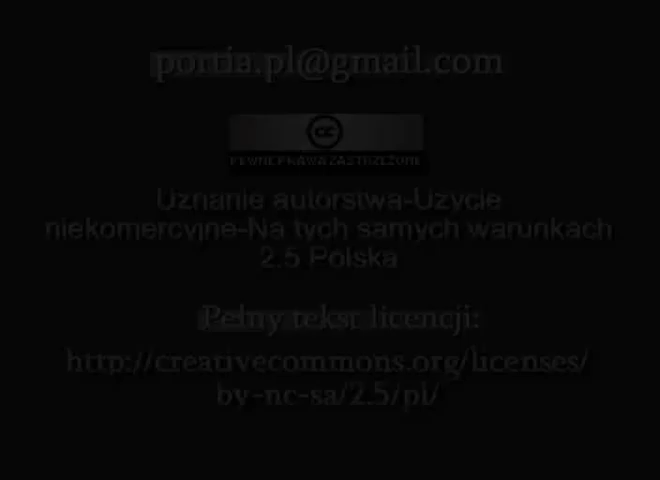 portia.pl@gmail.com
cc
PEWNE PRAWA ZASTRZEŻONE
Uznanie autorstwa-Użycie
niekomercyjne-Na tych samych warunkach
2.5 Polska
Pełny tekst licencji:
http://creativecommons.org/licenses/
by-nc-sa/2.5/pl/